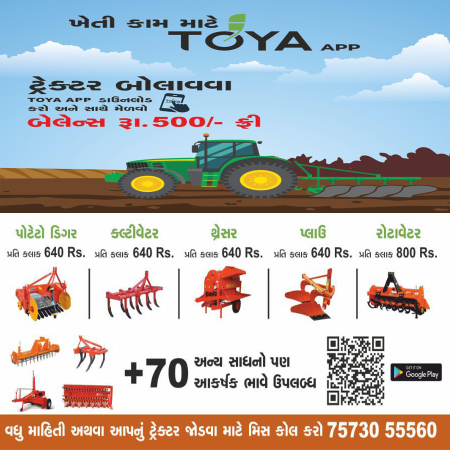 ખેતી કામ માટે
TOYA APP
ટ્રેક્ટર બોલાવવા
TOYA APP ડાઉનલોડ
કરો અને સાથે મેળવો
બેલેન્સ રૂા. 500/- ફ્રી
પોટેટો ડિગર
પ્રતિ કલાક 640 Rs.
કલ્ટીવેટર
પ્રતિ કલાક 640 Rs.
થ્રેસર
પ્રતિ કલાક 640 Rs.
પ્લાઉ
પ્રતિ કલાક 640 Rs.
રોટાવેટર
પ્રતિ કલાક 800 Rs.
+70 અન્ય સાધનો પણ
આકર્ષક ભાવે ઉપલબ્ધ
GET IT ON
Google Play
વધુ માહિતી અથવા આપનું ટ્રેક્ટર જોડવા માટે મિસ કોલ કરો 75730 55560